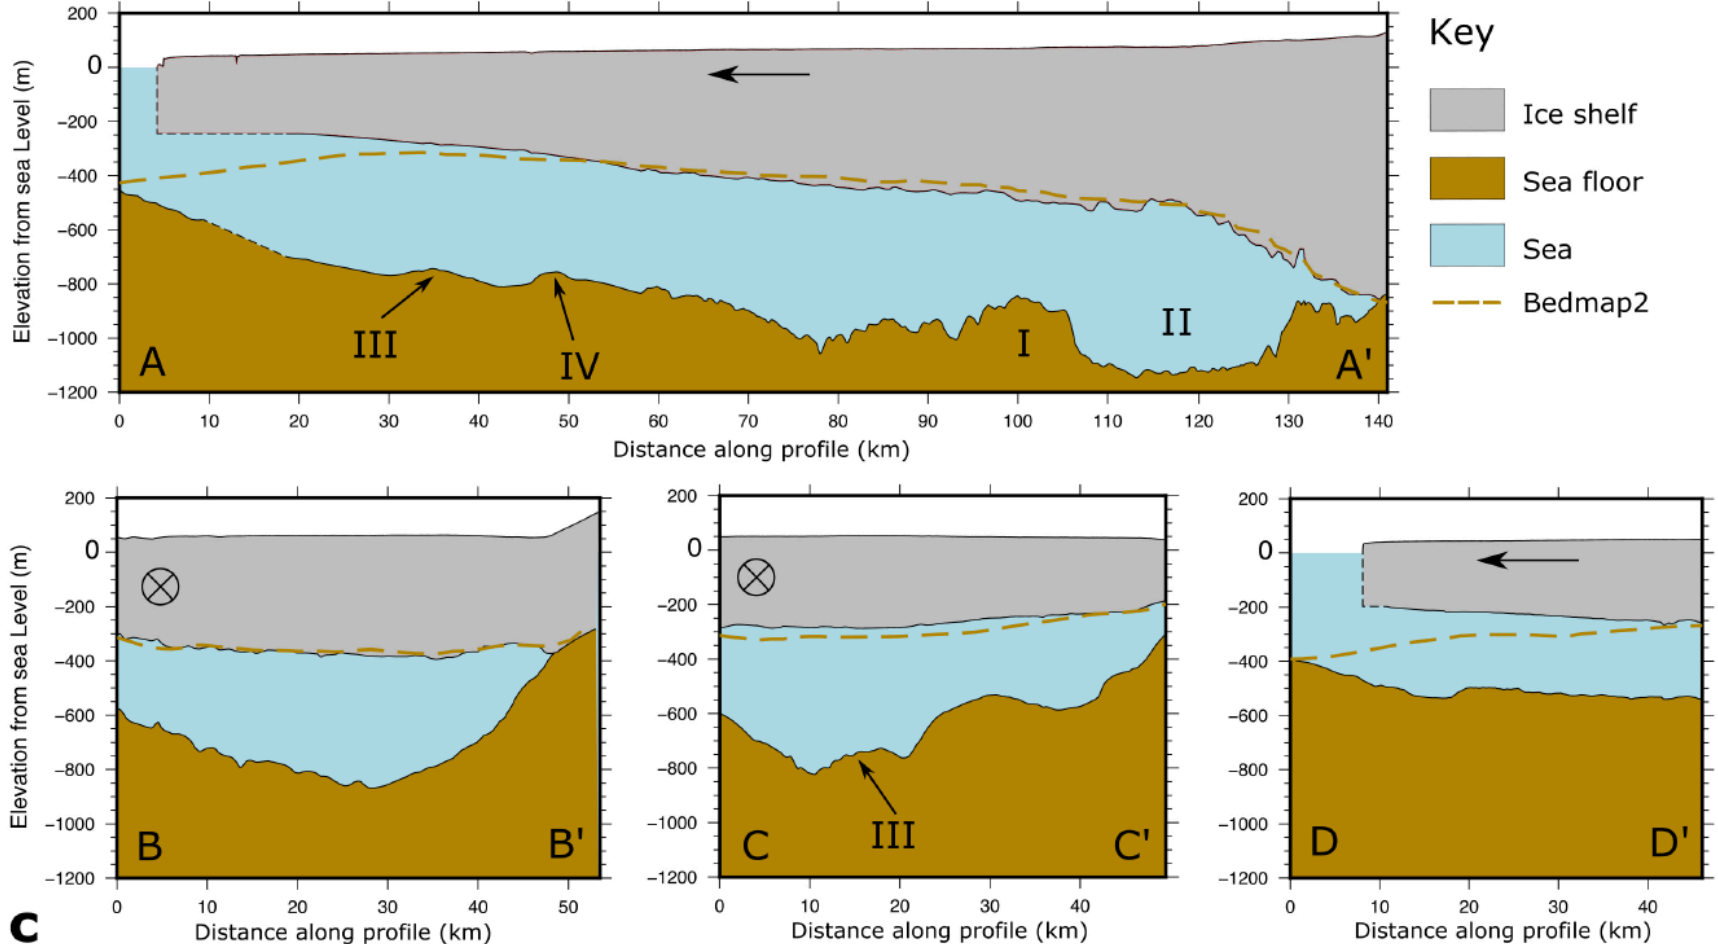 200
0
−200
−400
−600
−800
−1000
−1200
Elevation from sea Level (m)
III
IV
I
II
A
A'
0 10 20 30 40 50 60 70 80 90 100 110 120 130 140
Distance along profile (km)
Key
Ice shelf
Sea floor
Sea
Bedmap2
200
0
−200
−400
−600
−800
−1000
−1200
Elevation from sea Level (m)
B
B'
0 10 20 30 40 50
Distance along profile (km)
200
0
−200
−400
−600
−800
−1000
−1200
III
C
C'
0 10 20 30 40
Distance along profile (km)
200
0
−200
−400
−600
−800
−1000
−1200
D
D'
0 10 20 30 40
Distance along profile (km)
c